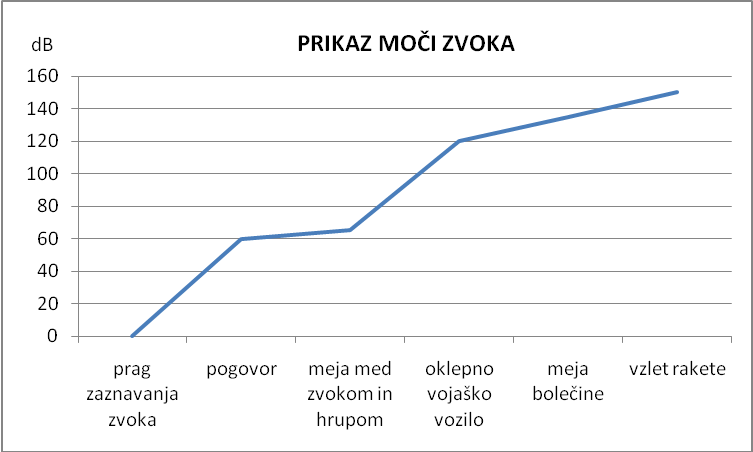 PRIKAZ MOČI ZVOKA
dB
160
140
120
100
80
60
40
20
0
prag
zaznavanja
zvoka
pogovor
meja med
zvokom in
hrupom
oklepno
vojaško
vozilo
meja
bolečine
vzlet rakete